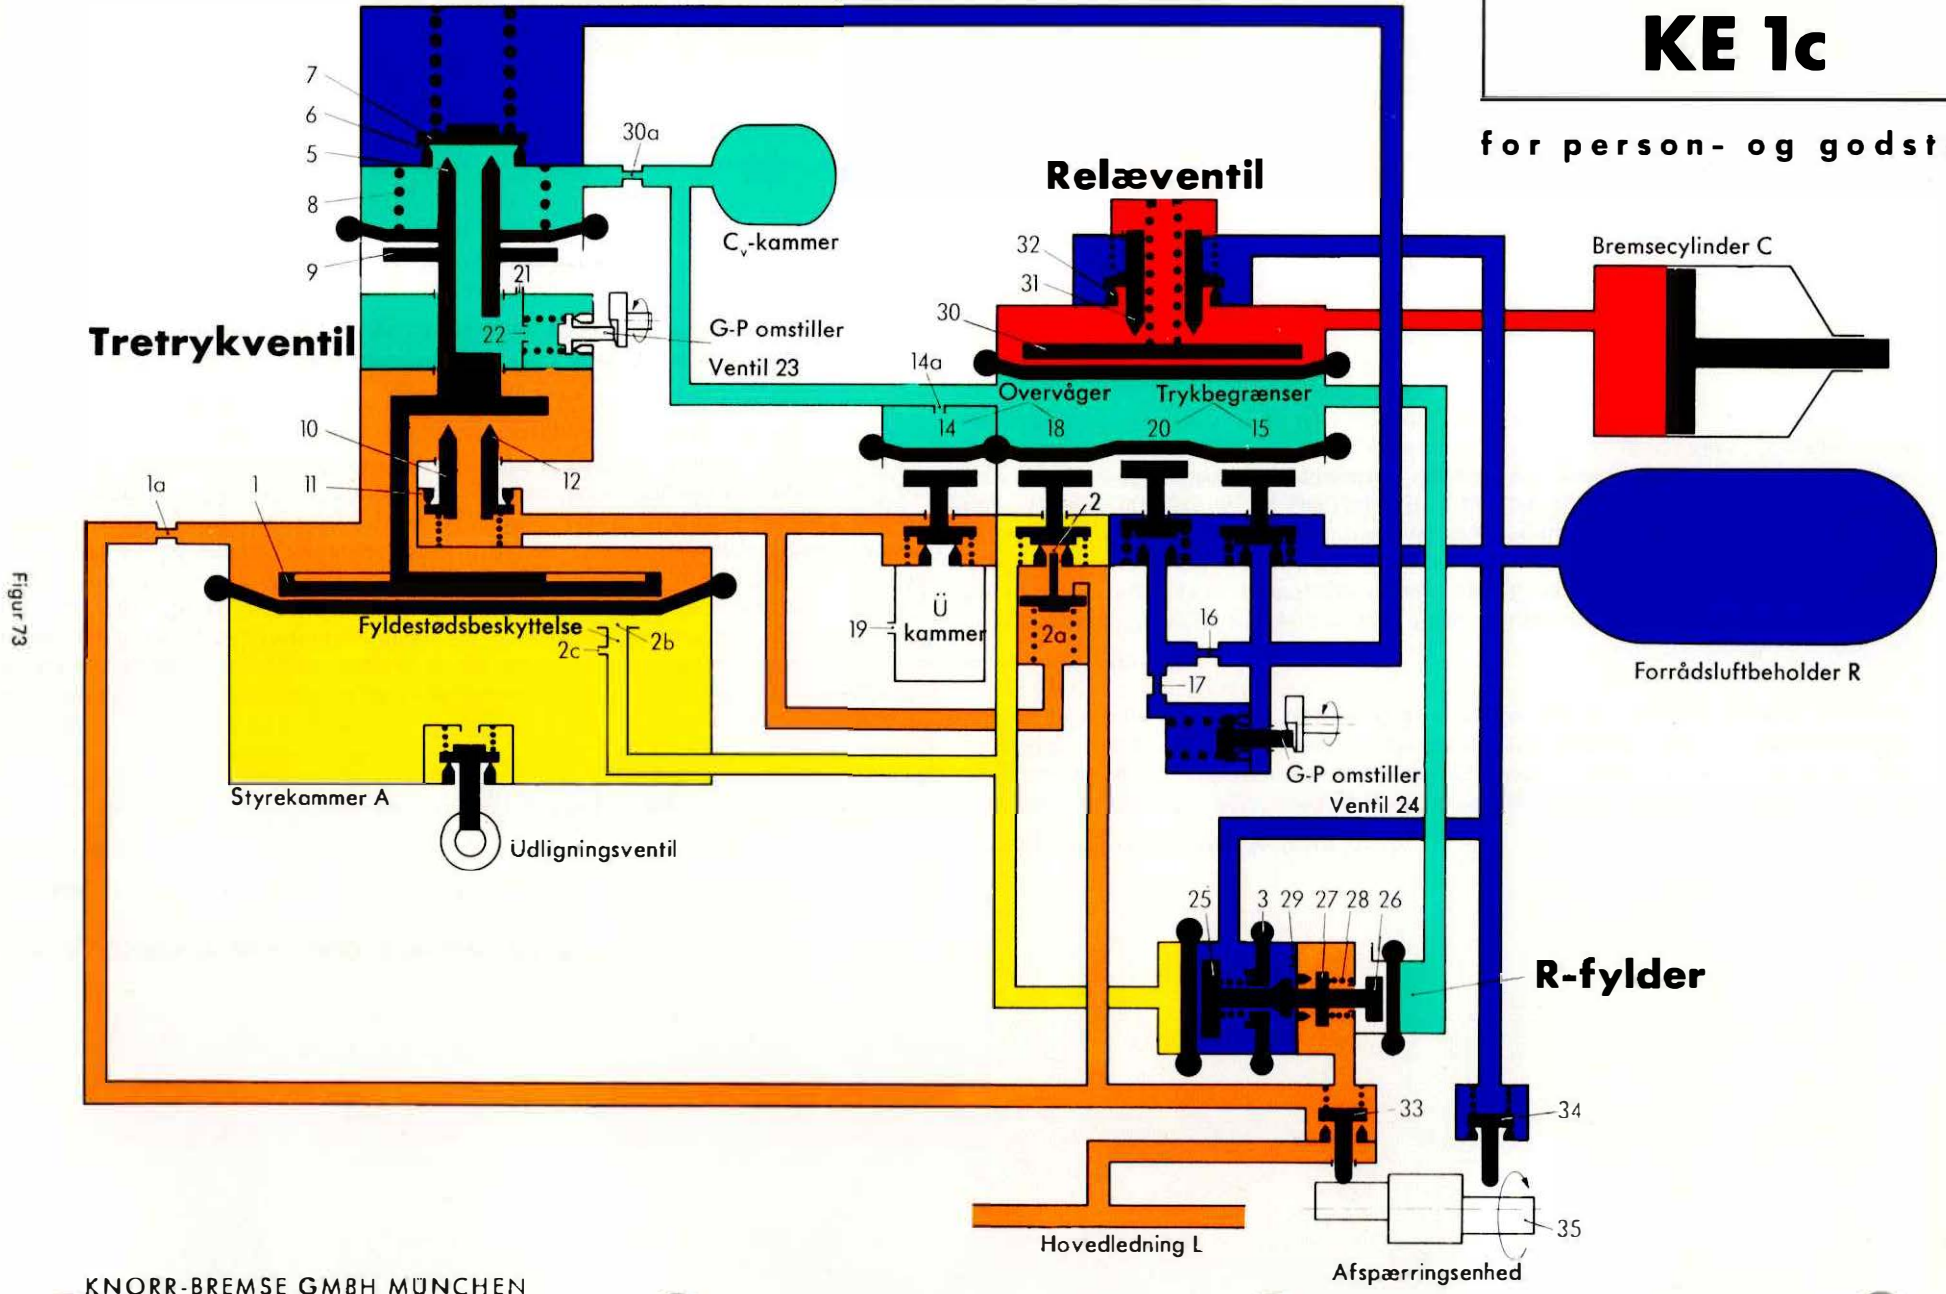 KE 1c
for person- og godst
7
6
5
8
9
30a
Cv-kammer
Relæventil
32
31
30
Bremsecylinder C
21
22
G-P omstiller
Ventil 23
Tretrykventil
14a
Overvåger
Trykbegrænser
14
18
20
15
10
11
12
1a
1
2
Figur 73
Fyldestødsbeskyttelse
2b
2c
Ü
kammer
19
2a
16
17
Forrådsluftbeholder R
G-P omstiller
Ventil 24
Styrekammer A
Udligningsventil
25
3
29
27
28
26
R-fylder
33
34
35
Hovedledning L
Afspærringsenhed
KNORR-BREMSE GMBH MÜNCHEN